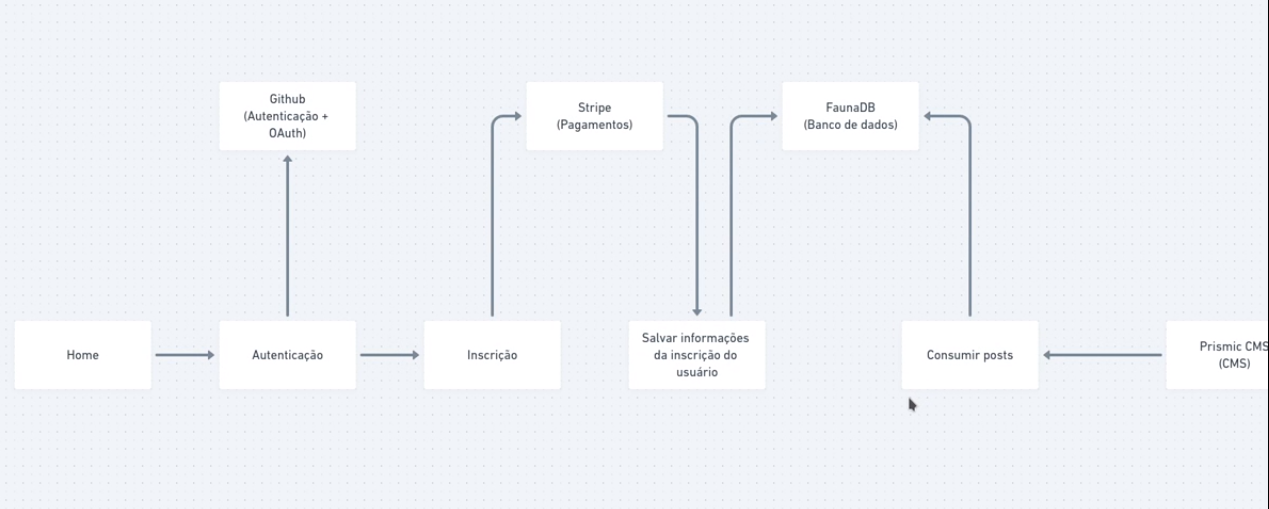 Github
(Autenticação +
OAuth)
Stripe
(Pagamentos)
FaunaDB
(Banco de dados)
Home
Autenticação
Inscrição
Salvar informações
da inscrição do
usuário
Consumir posts
Prismic CMS
(CMS)